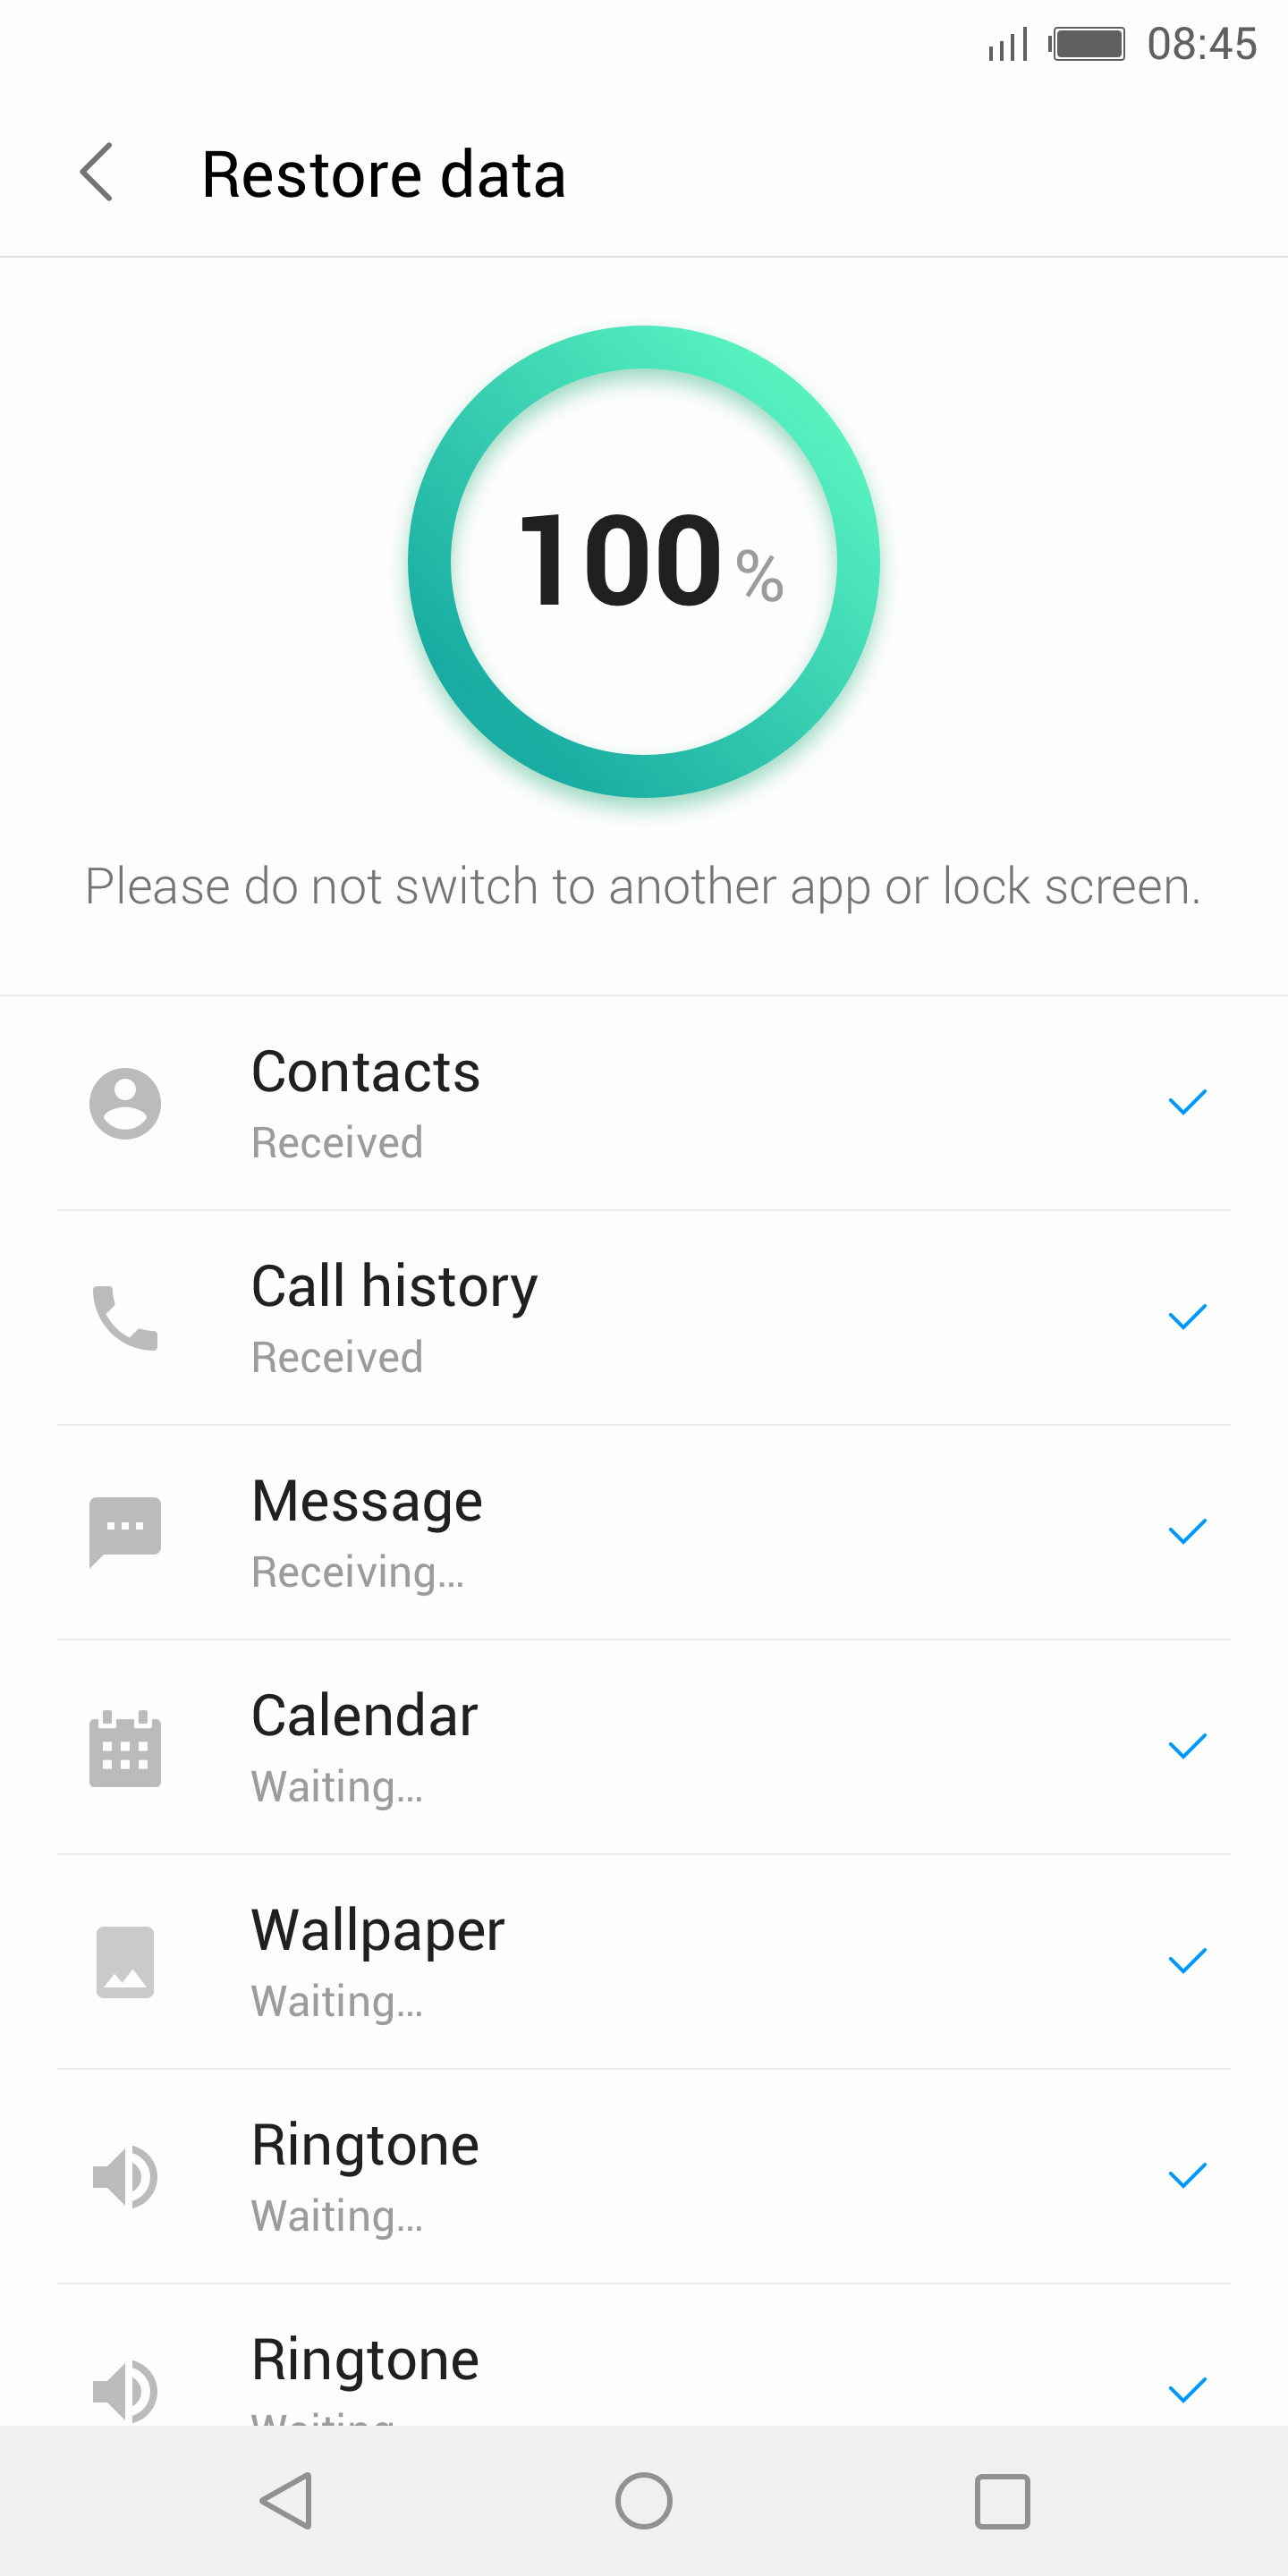 08:45
Restore data
100 %
Please do not switch to another app or lock screen.
Contacts
Received
Call history
Received
Message
Receiving...
Calendar
Waiting...
Wallpaper
Waiting...
Ringtone
Waiting...
Ringtone